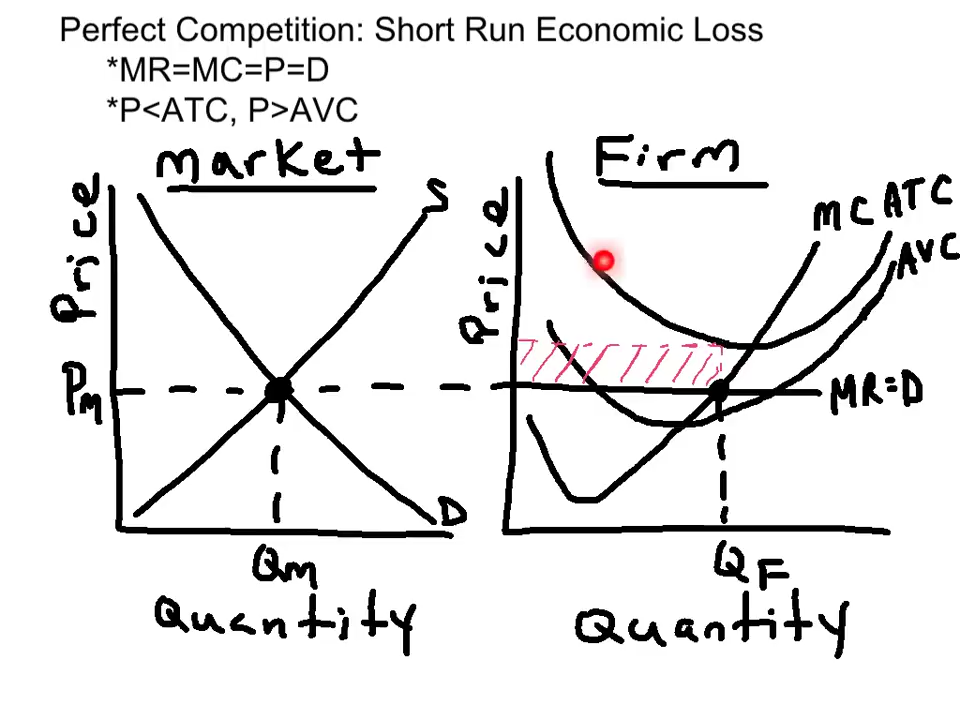 Perfect Competition: Short Run Economic Loss
*MR=MC=P=D
*P<ATC, P>AVC
Market
Price
S
PM
D
QM
Quantity
Firm
Price
MC
ATC
AVC
MR=D
QF
Quantity